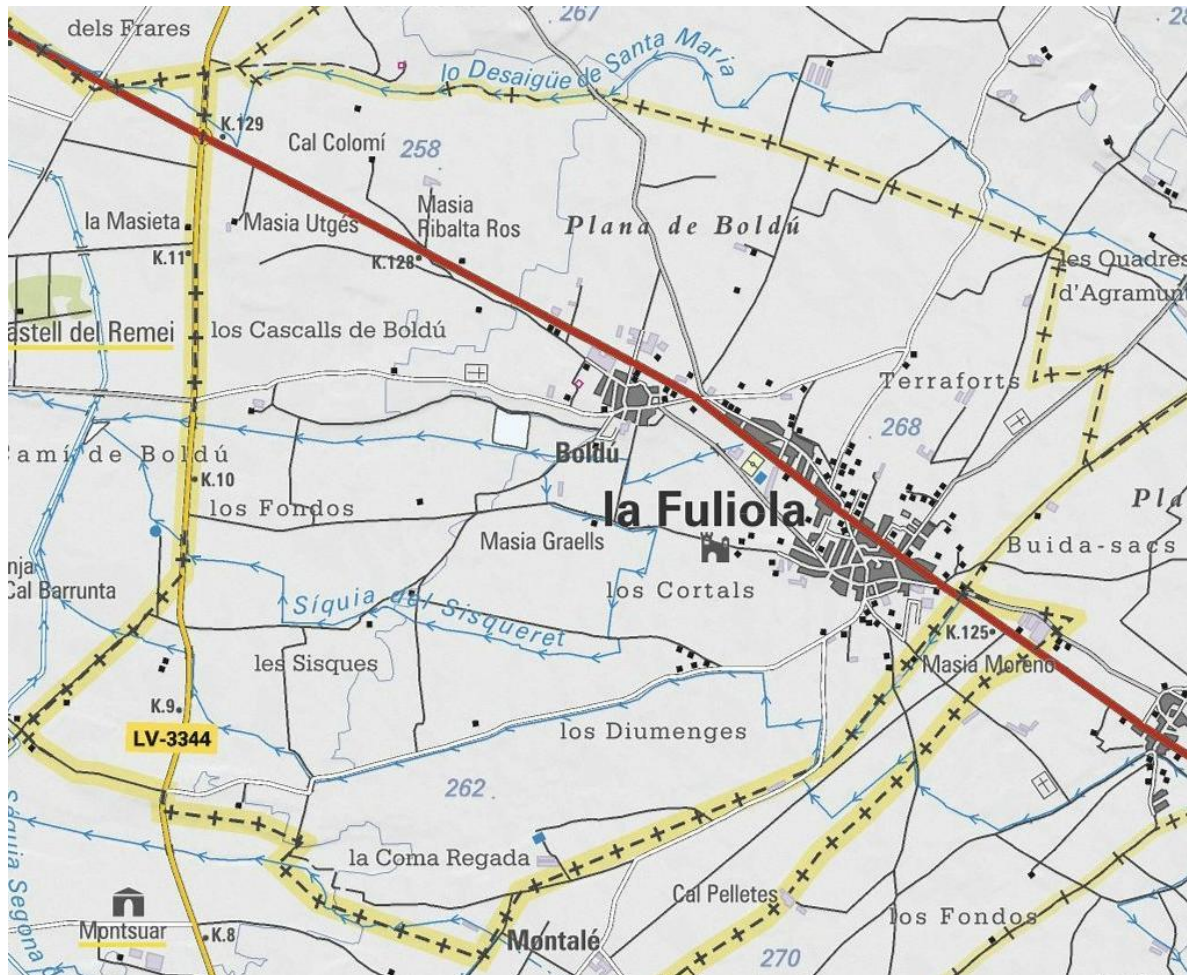 267
dels Frares
lo Desaigüe de Santa Maria
K.129
Cal Colomí
258
la Masieta
Masia Utgés
Masia
Ribalta Ros
Plana de Boldú
K.11
K.128
les Quadres
d'Agramunt
astell del Remei
los Cascalls de Boldú
Terraforts
268
Camí de Boldú
Boldú
K.10
los Fondos
la Fuliola
Masia Graells
Buida-sacs
Cal Barrunta
los Cortals
Síquia del Sisqueret
K.125
les Sisques
Masia Moreno
K.9
LV-3344
los Diumenges
262
la Coma Regada
Cal Pelletes
Séquia Segona
Montsuar
K.8
Montalé
los Fondos
270